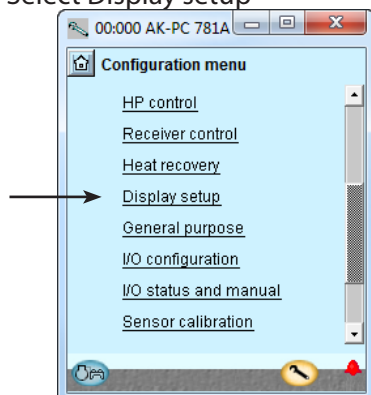 Select Display setup
00:000 AK-PC 781A
Configuration menu
HP control
Receiver control
Heat recovery
Display setup
General purpose
I/O configuration
I/O status and manual
Sensor calibration